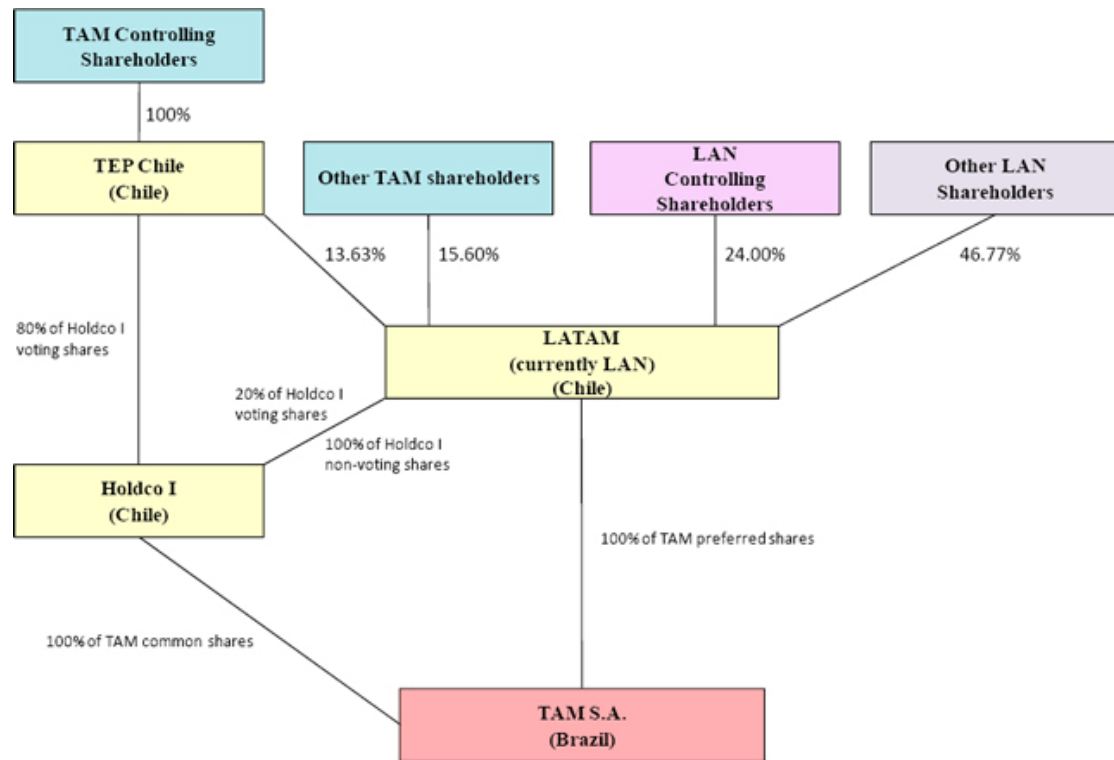 TAM Controlling
Shareholders
100%
TEP Chile
(Chile)
Other TAM shareholders
LAN
Controlling
Shareholders
Other LAN
Shareholders
13.63%
15.60%
24.00%
46.77%
80% of Holdco I
voting shares
LATAM
(currently LAN)
(Chile)
20% of Holdco I
voting shares
100% of Holdco I
non-voting shares
Holdco I
(Chile)
100% of TAM preferred shares
100% of TAM common shares
TAM S.A.
(Brazil)